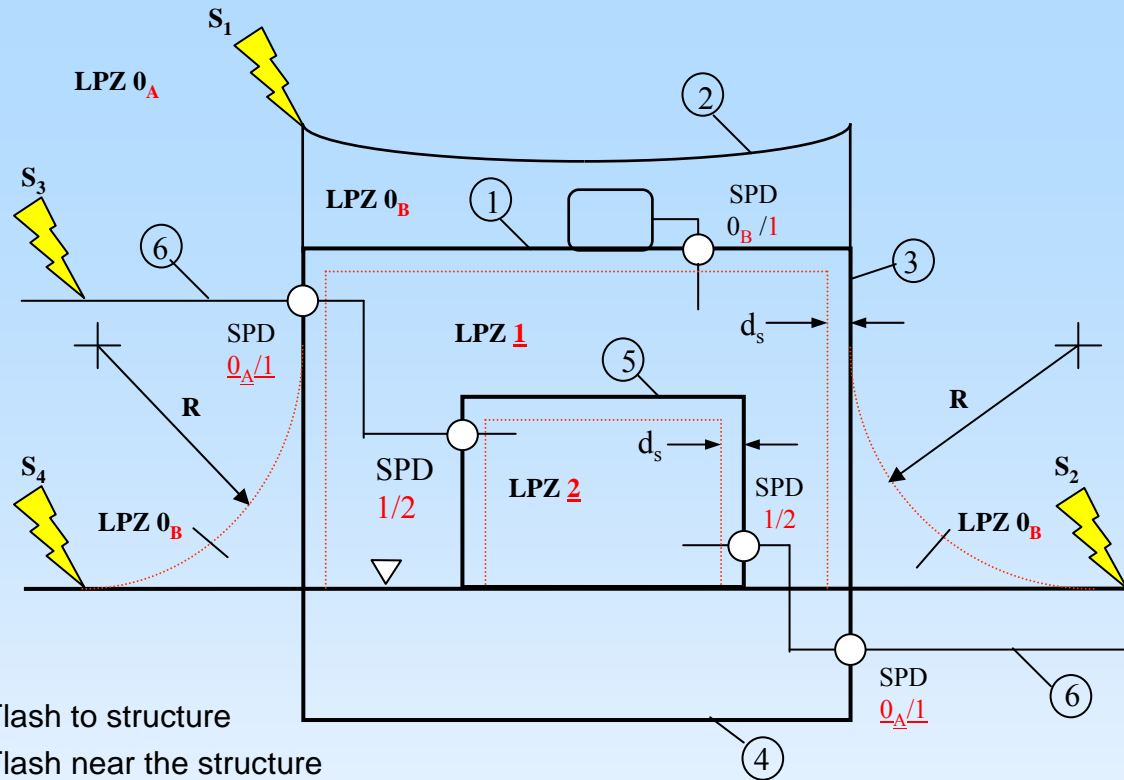 S1
LPZ 0A
2
S3
LPZ 0B
1
SPD
0B /1
6
3
SPD
0A/1
LPZ 1
ds
5
R
R
ds
S4
SPD
1/2
LPZ 2
SPD
1/2
S2
LPZ 0B
LPZ 0B
SPD
0A/1
6
4
to structure
near the structure